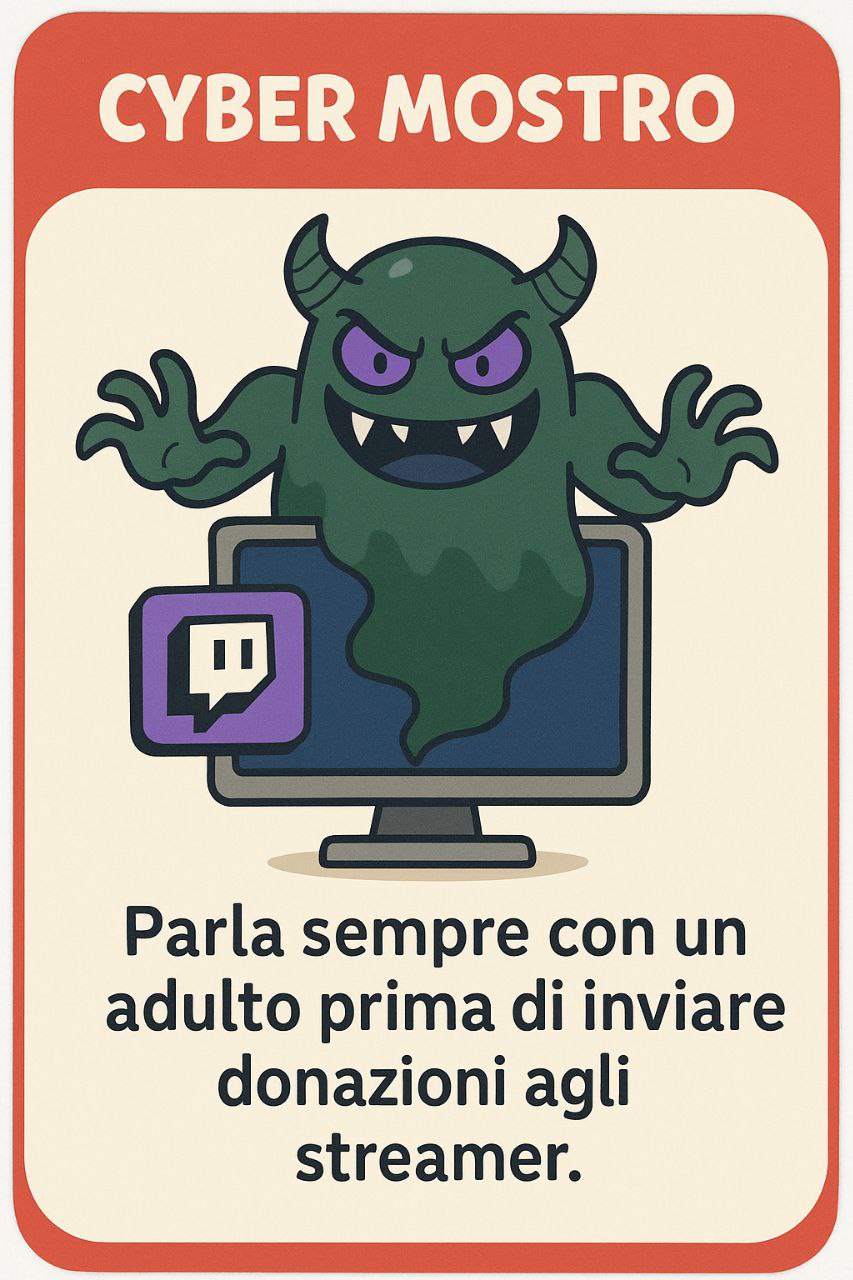 CYBER MOSTRO
Parla sempre con un
adulto prima di inviare
donazioni agli
streamer.